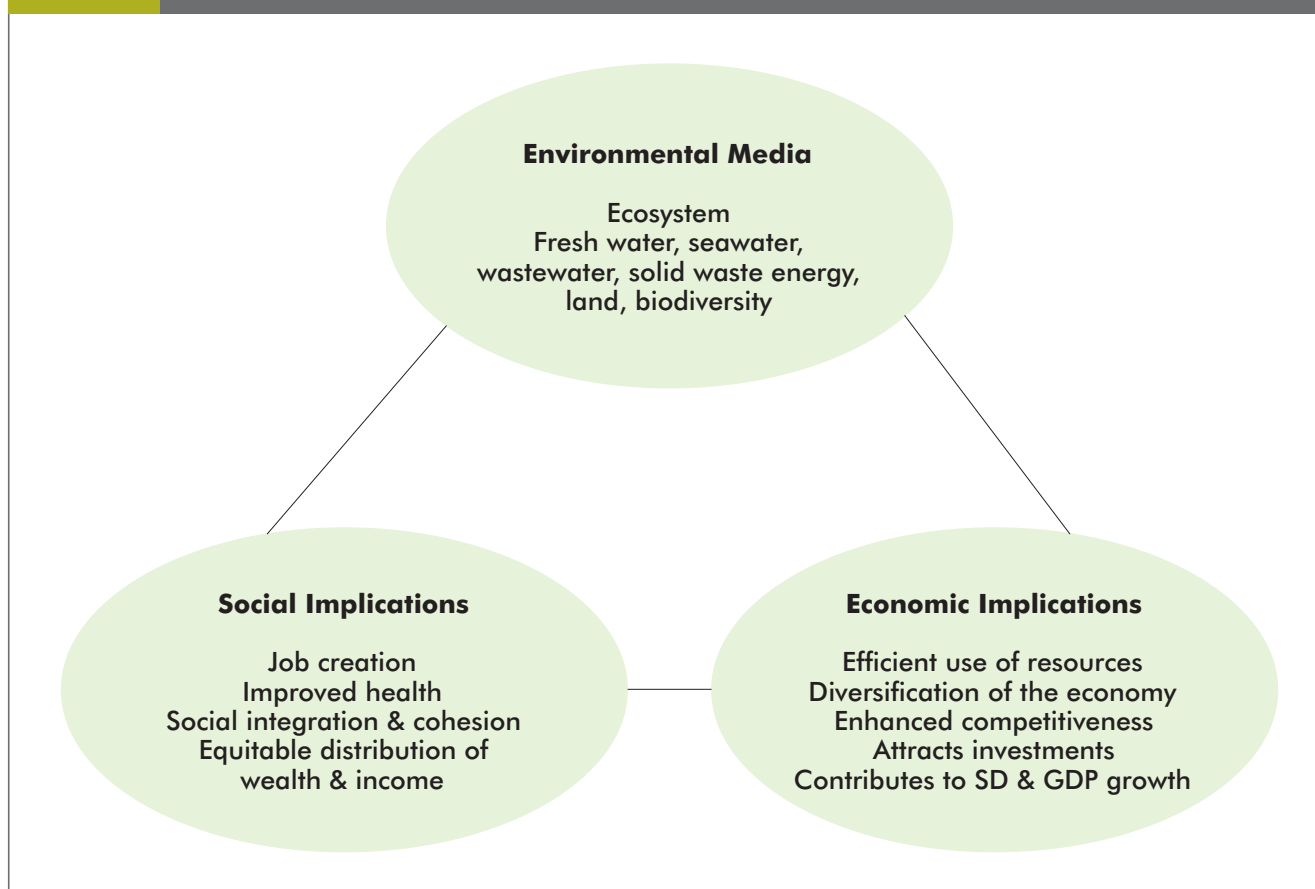 Environmental Media
Ecosystem
Fresh water, seawater,
wastewater, solid waste energy,
land, biodiversity
Social Implications
Job creation
Improved health
Social integration & cohesion
Equitable distribution of
wealth & income
Economic Implications
Efficient use of resources
Diversification of the economy
Enhanced competitiveness
Attracts investments
Contributes to SD & GDP growth